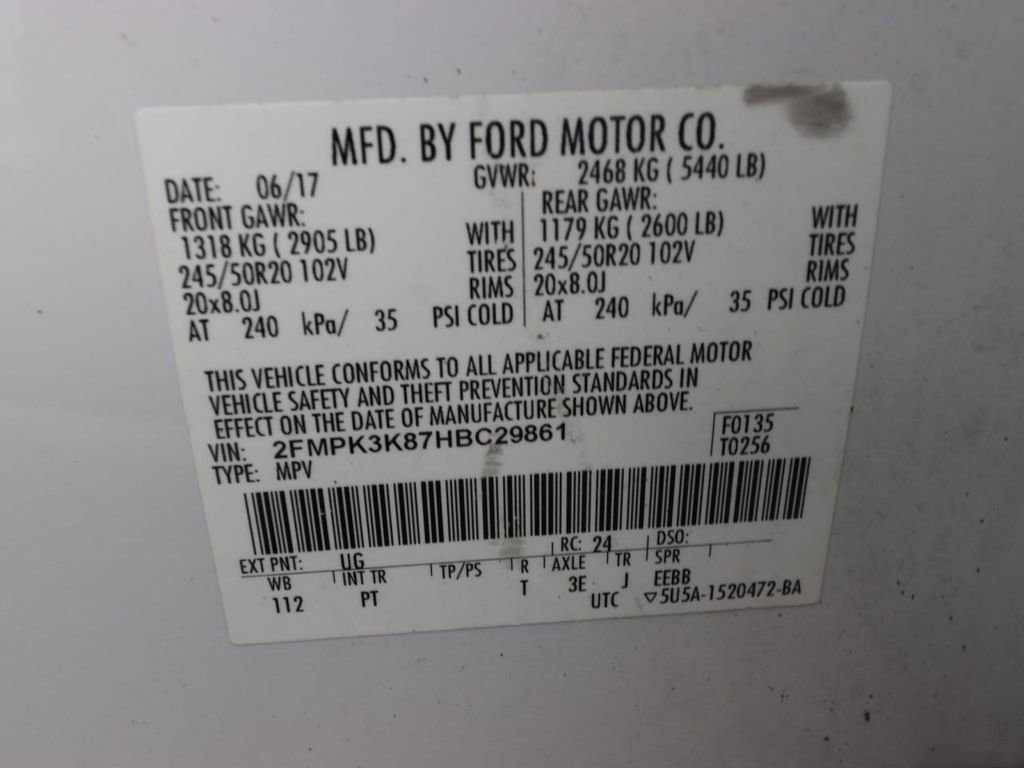 MFD. BY FORD MOTOR CO.
DATE: 06/17 GVWR: 2468 KG ( 5440 LB)
FRONT GAWR: REAR GAWR:
1318 KG ( 2905 LB) WITH 1179 KG ( 2600 LB) WITH
245/50R20 102V TIRES 245/50R20 102V TIRES
20x8.0J RIMS 20x8.0J RIMS
AT 240 kPa/ 35 PSI COLD AT 240 kPa/ 35 PSI COLD
THIS VEHICLE CONFORMS TO ALL APPLICABLE FEDERAL MOTOR
VEHICLE SAFETY AND THEFT PREVENTION STANDARDS IN
EFFECT ON THE DATE OF MANUFACTURE SHOWN ABOVE.
VIN: 2FMPK3K87HBC29861 F0135
TYPE: MPV T0256
EXT PNT: UG RC: 24 DSO:
WB INT TR TP/PS R AXLE TR SPR
112 PT T 3E J EEBB
UTC ▽5U5A-1520472-BA